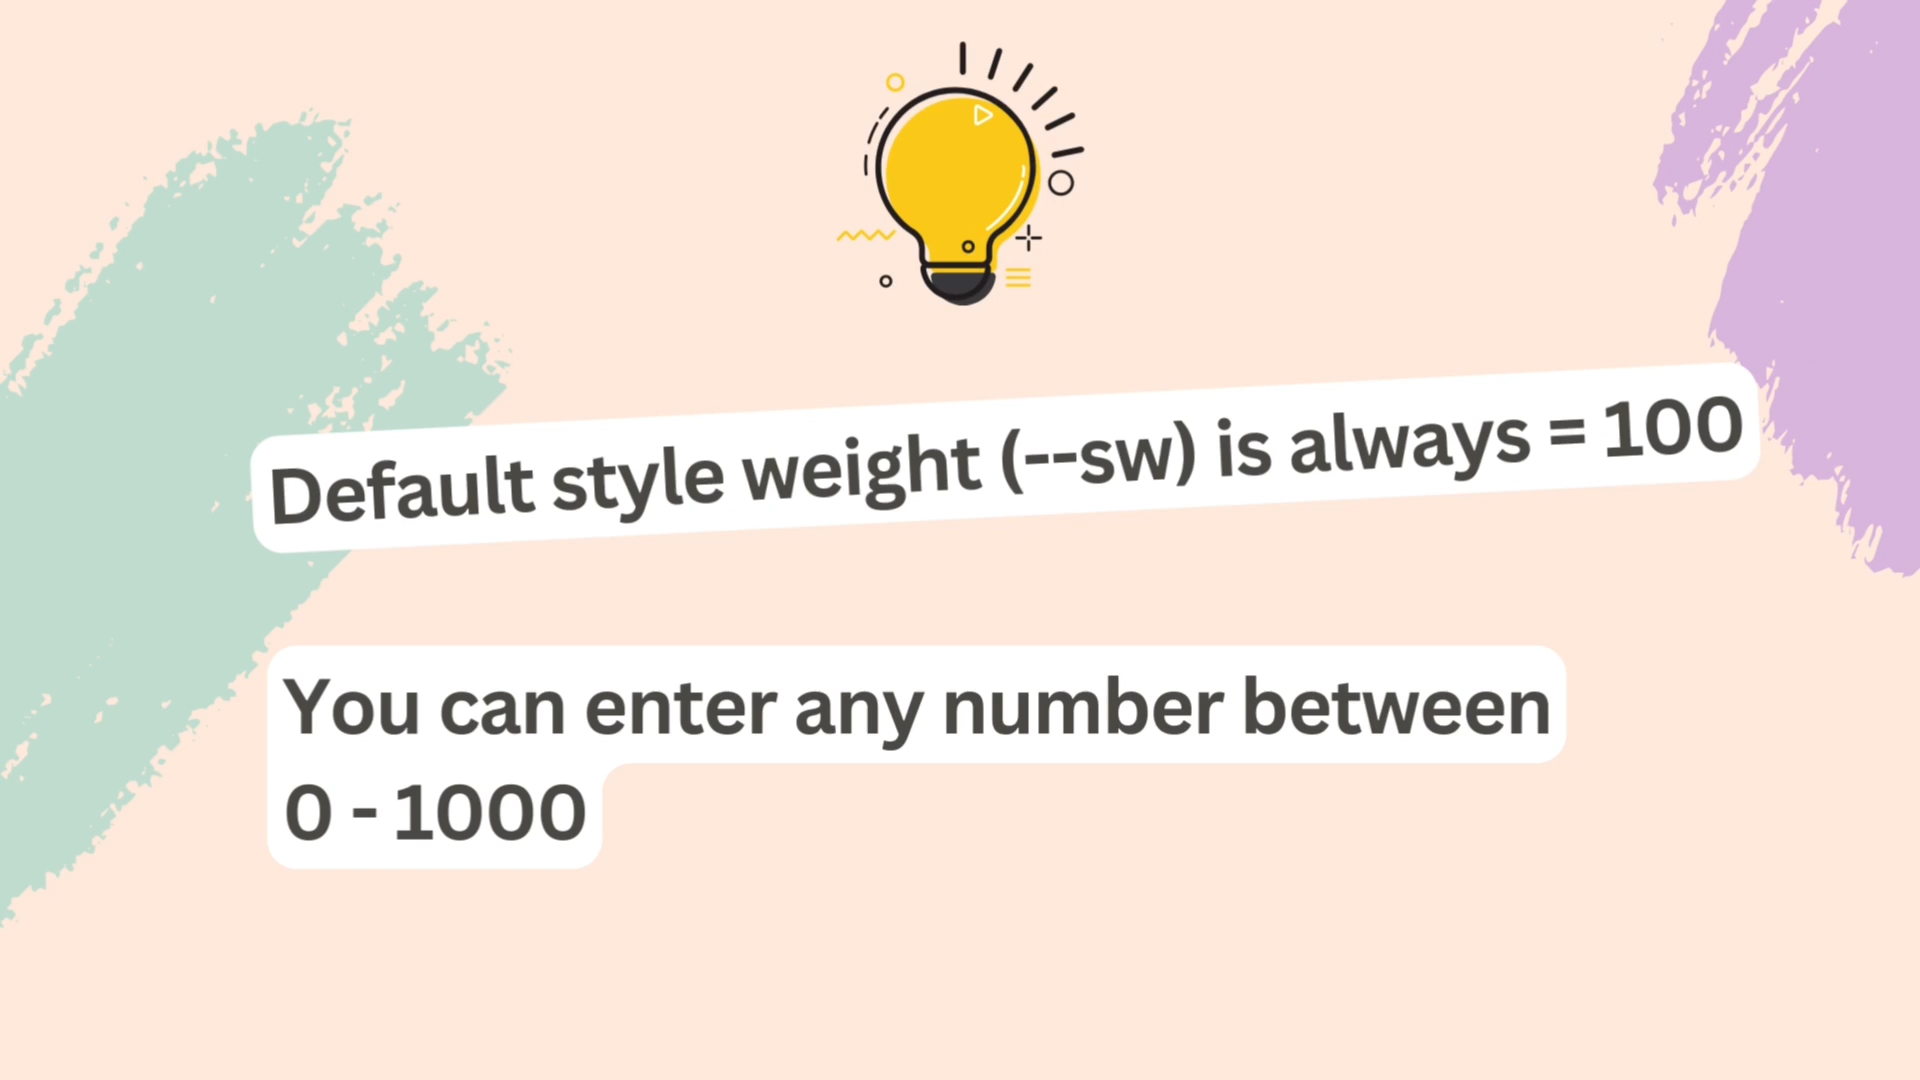 Default style weight (--sw) is always = 100
You can enter any number between
0 - 1000